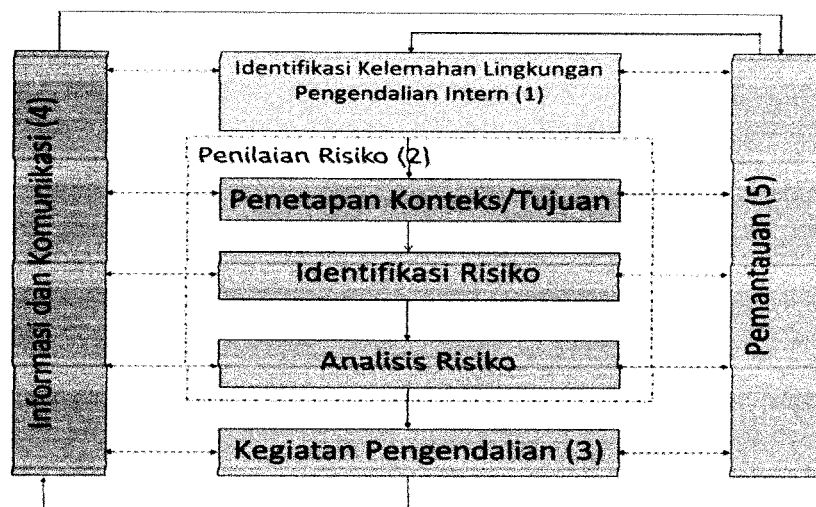 Identifikasi Kelemahan Lingkungan
Pengendalian Intern (1)
Penilaian Risiko (2)
Penetapan Konteks/Tujuan
Identifikasi Risiko
Analisis Risiko
Kegiatan Pengendalian (3)
Informasi dan Komunikasi (4)
Pemantauan (5)